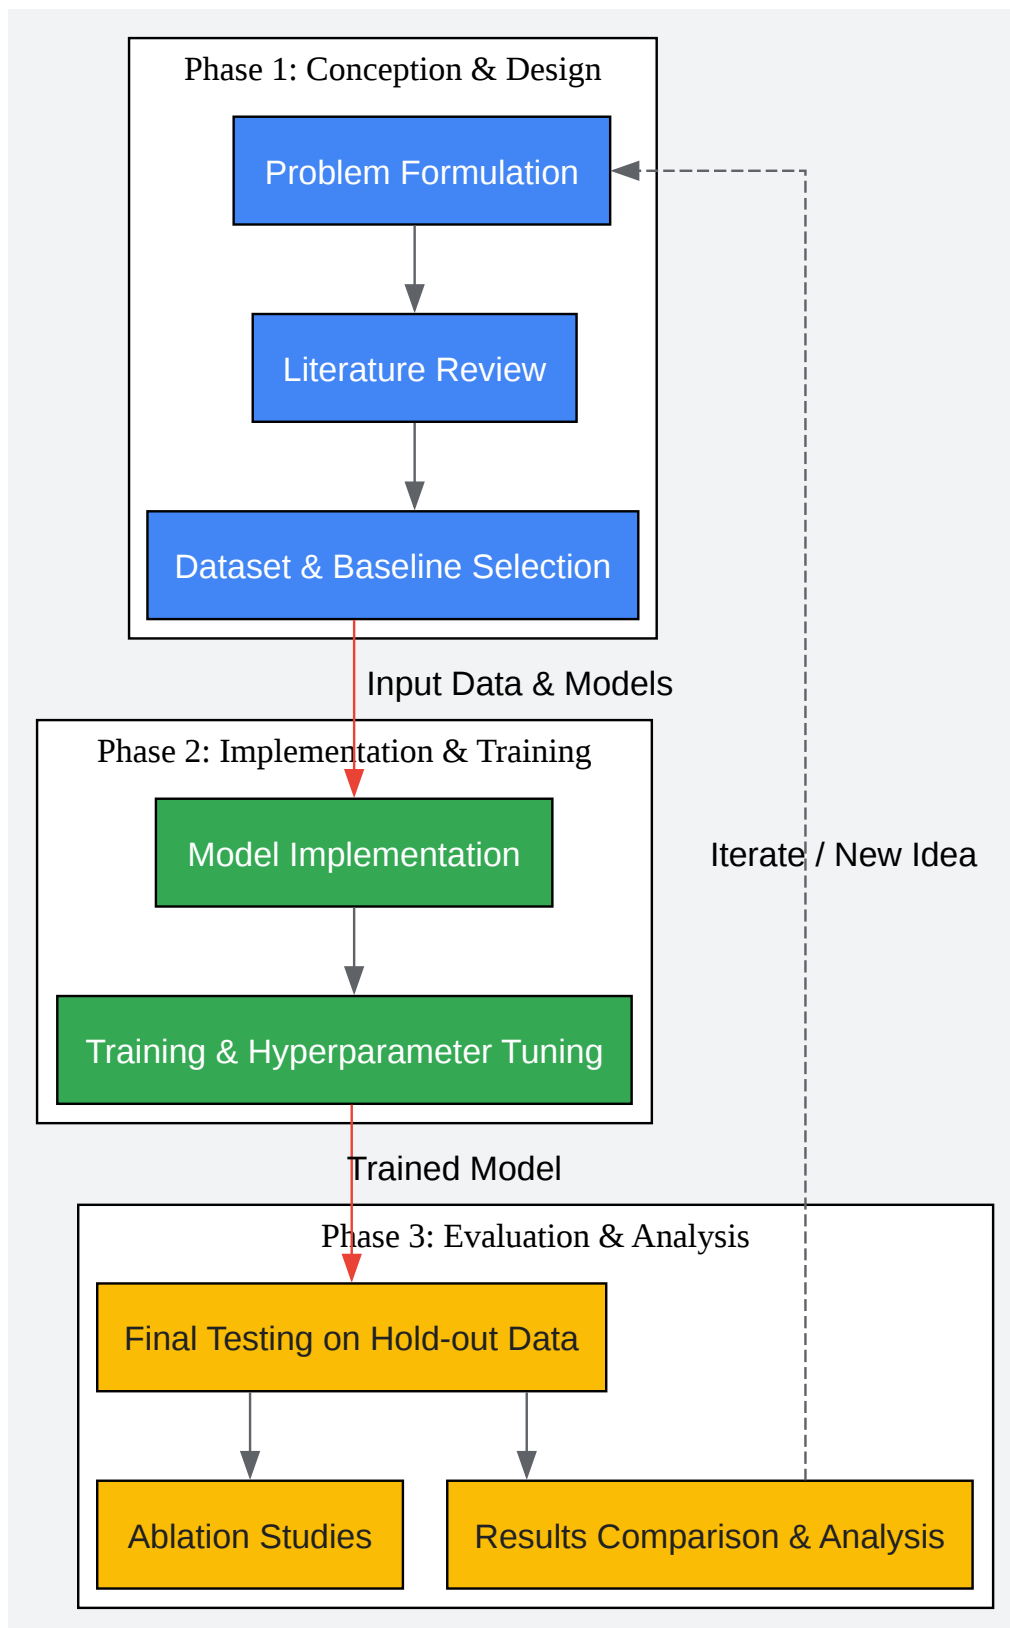 Phase 1: Conception & Design
Problem Formulation
Literature Review
Dataset & Baseline Selection
Input Data & Models
Phase 2: Implementation & Training
Model Implementation
Iterate / New Idea
Training & Hyperparameter Tuning
Trained Model
Phase 3: Evaluation & Analysis
Final Testing on Hold-out Data
Ablation Studies
Results Comparison & Analysis